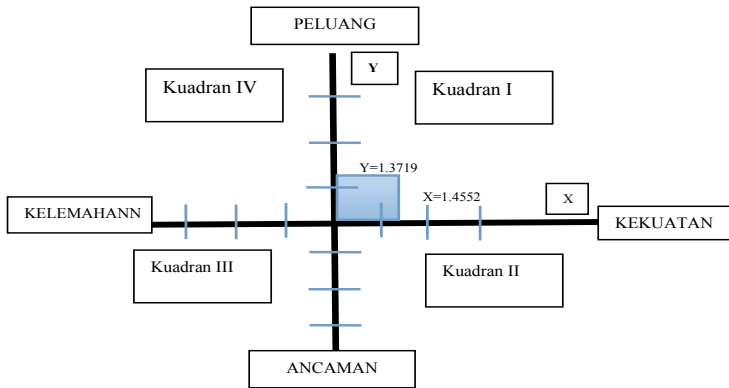 PELUANG
Y
Kuadran IV
Kuadran I
Y=1.3719
X=1.4552
X
KELEMAHANN
KEKUATAN
Kuadran III
Kuadran II
ANCAMAN